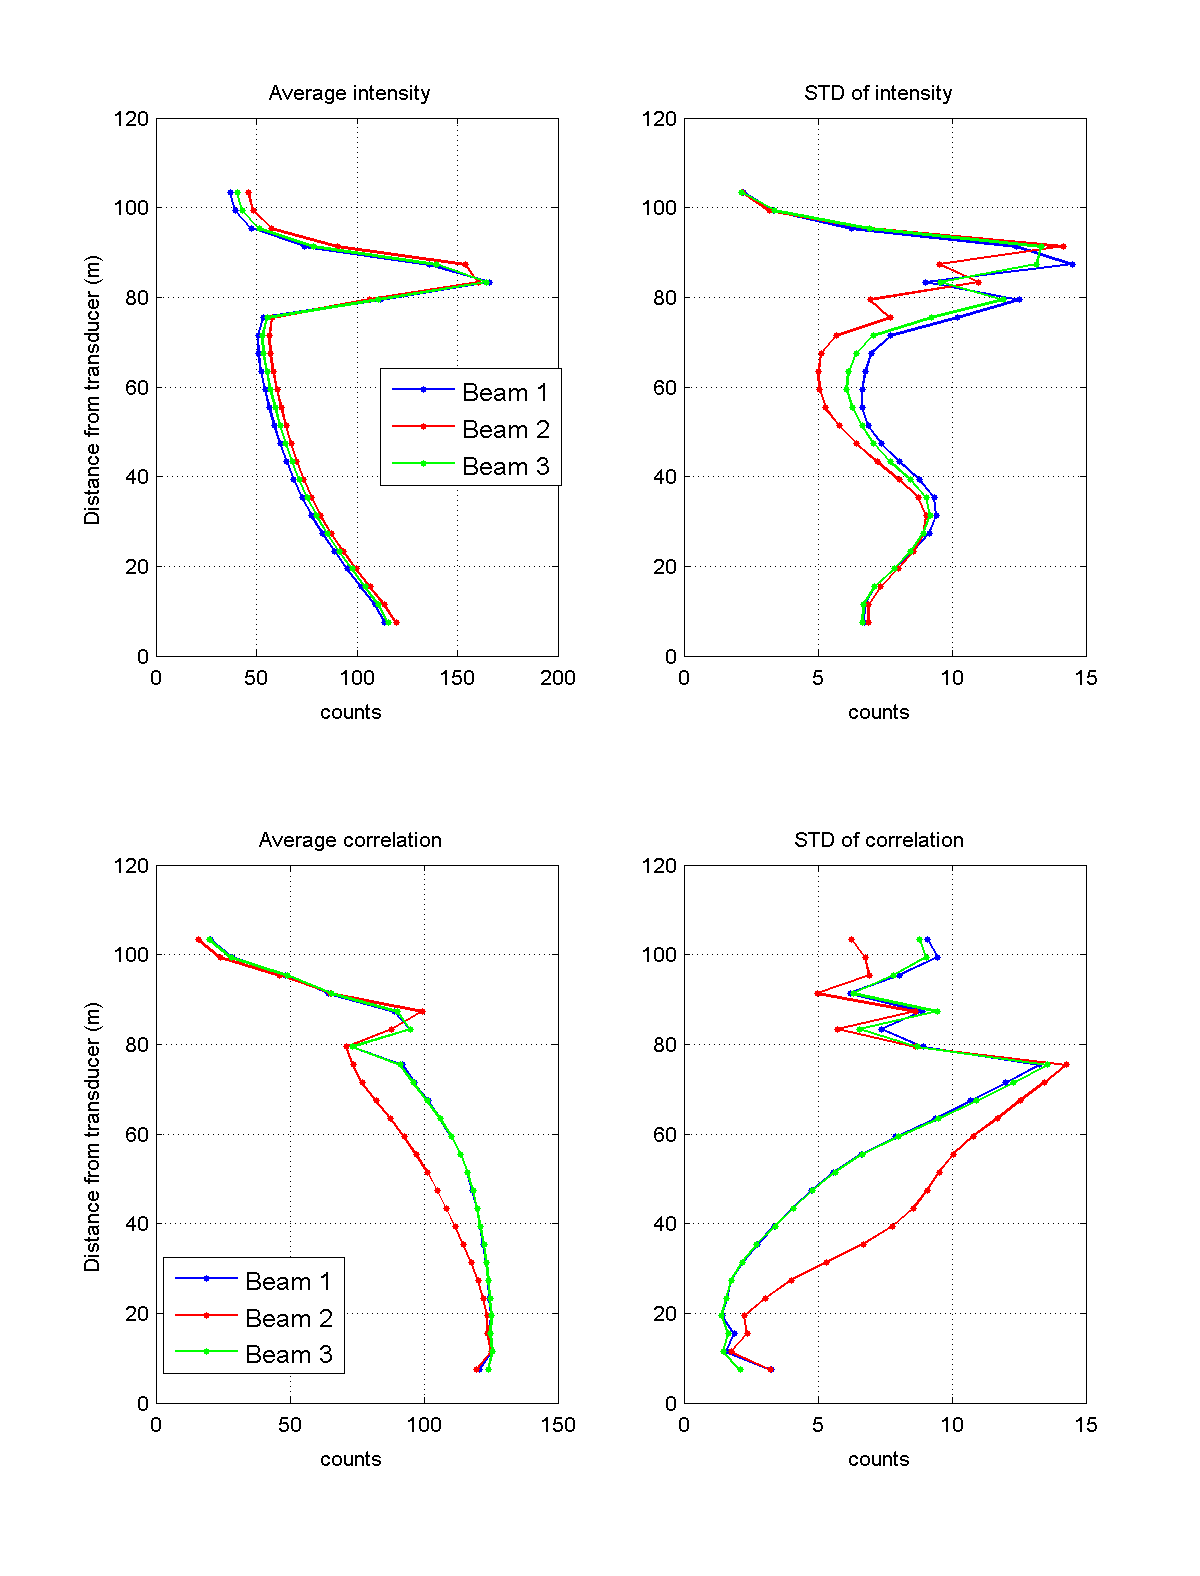 Average intensity
STD of intensity
120
100
80
60
40
20
0
0 50 100 150 200
counts
Distance from transducer (m)
Beam 1
Beam 2
Beam 3
120
100
80
60
40
20
0
0 5 10 15
counts
Average correlation
STD of correlation
120
100
80
60
40
20
0
0 50 100 150
counts
Distance from transducer (m)
Beam 1
Beam 2
Beam 3
120
100
80
60
40
20
0
0 5 10 15
counts